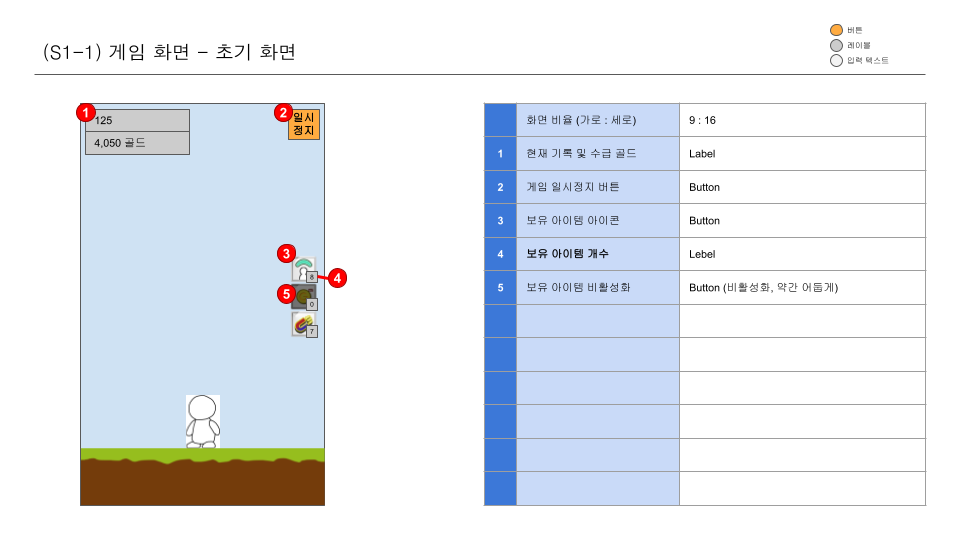 (S1-1) 게임 화면 - 초기 화면
버튼
레이블
입력 텍스트
1
125
4,050 골드
2
일시
정지
3
8
4
5
0
7
화면 비율 (가로 : 세로) 9 : 16
1 현재 기록 및 수급 골드 Label
2 게임 일시정지 버튼 Button
3 보유 아이템 아이콘 Button
4 보유 아이템 개수 Lebel
5 보유 아이템 비활성화 Button (비활성화, 약간 어둡게)